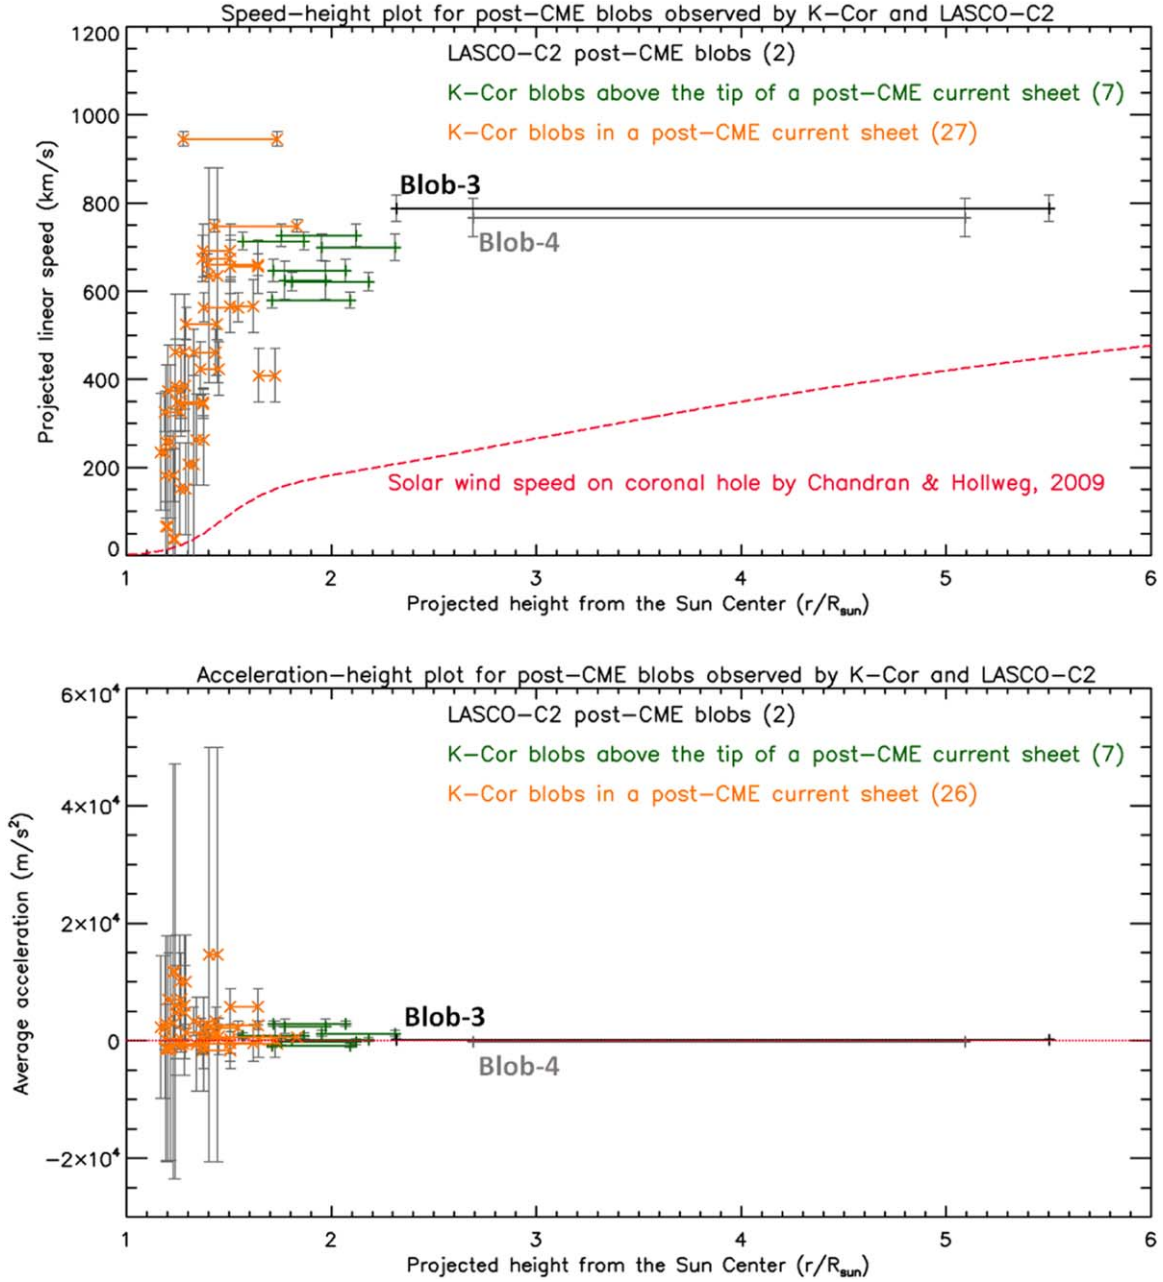 Speed-height plot for post-CME blobs observed by K-Cor and LASCO-C2
1200
1000
800
600
400
200
0
Projected linear speed (km/s)
LASCO-C2 post-CME blobs (2)
K-Cor blobs above the tip of a post-CME current sheet (7)
K-Cor blobs in a post-CME current sheet (27)
Blob-3
Blob-4
Solar wind speed on coronal hole by Chandran & Hollweg, 2009
1 2 3 4 5 6
Projected height from the Sun Center (r/Rsun)
Acceleration-height plot for post-CME blobs observed by K-Cor and LASCO-C2
6×10⁴
4×10⁴
2×10⁴
0
-2×10⁴
Average acceleration (m/s²)
LASCO-C2 post-CME blobs (2)
K-Cor blobs above the tip of a post-CME current sheet (7)
K-Cor blobs in a post-CME current sheet (26)
Blob-3
Blob-4
1 2 3 4 5 6
Projected height from the Sun Center (r/Rsun)